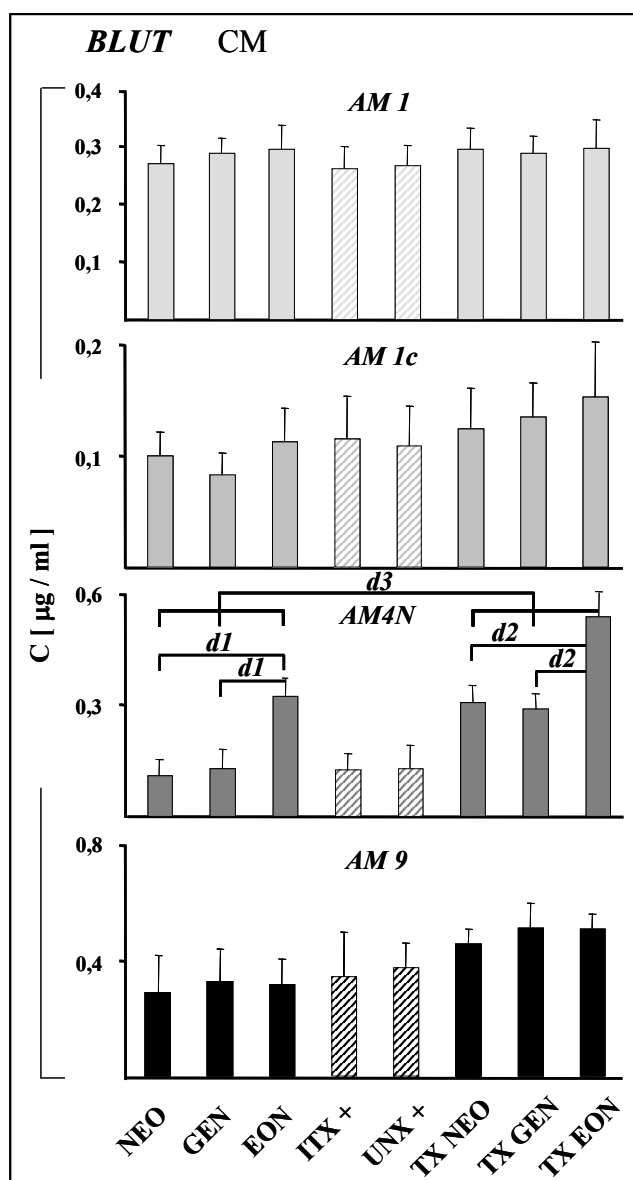 BLUT CM
AM 1
0,4
0,3
0,2
0,1
AM 1c
0,2
0,1
C [ µg / ml ]
d3
AM4N
0,6
d1
d2
d1
d2
0,3
AM 9
0,8
0,4
NEO
GEN
EON
ITX +
UNX +
TX NEO
TX GEN
TX EON